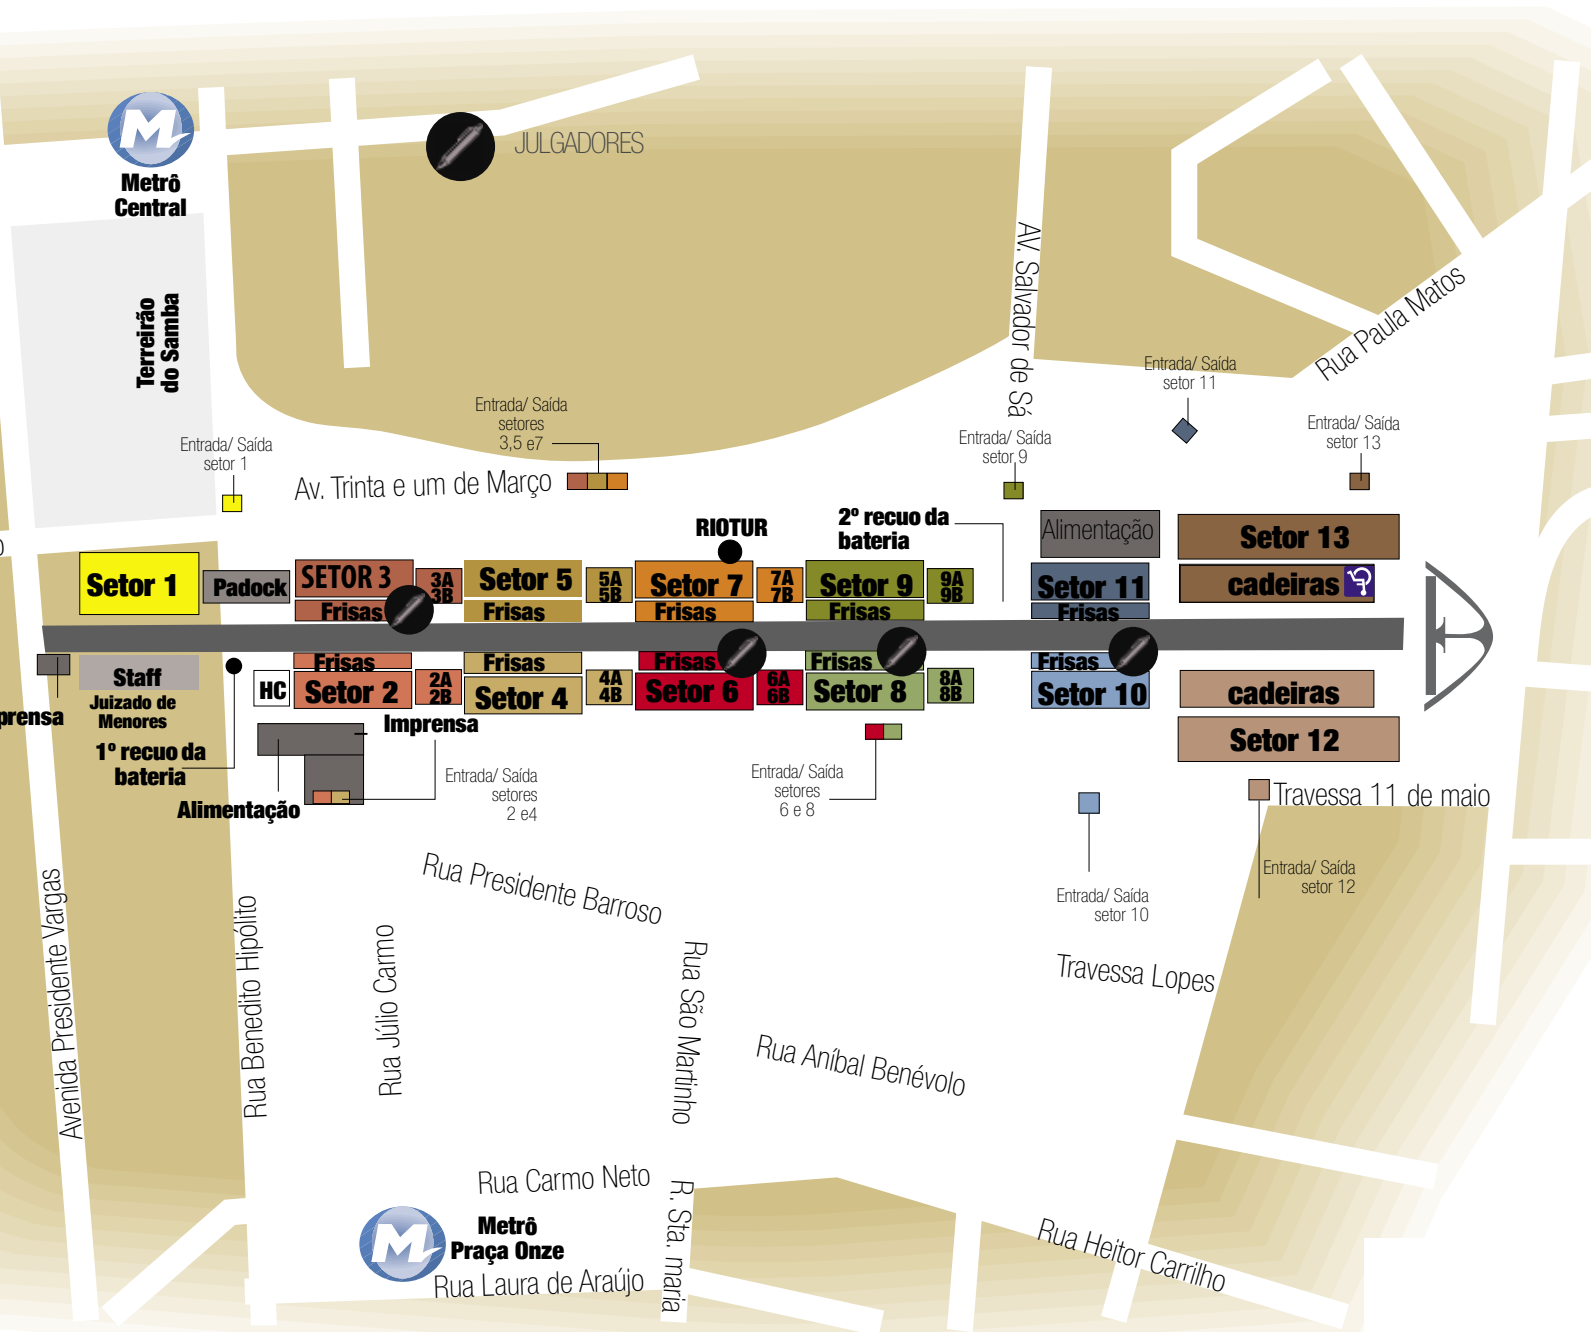 JULGADORES
Metrô
Central
Terreirão
do Samba
AV. Salvador de Sá
Rua Paula Matos
Entrada/ Saída
setor 11
Entrada/ Saída
setores
3,5 e7
Entrada/ Saída
setor 1
Entrada/ Saída
setor 9
Entrada/ Saída
setor 13
Av. Trinta e um de Março
RIOTUR
2º recuo da
bateria
Alimentação
Setor 13
Setor 1
Padock
SETOR 3
Frisas
3A
3B
Setor 5
Frisas
5A
5B
Setor 7
Frisas
7A
7B
Setor 9
Frisas
9A
9B
Setor 11
Frisas
cadeiras
Staff
Juizado de
Menores
prensa
1º recuo da
bateria
HC
Frisas
Setor 2
2A
2B
Frisas
Setor 4
4A
4B
Frisas
Setor 6
6A
6B
Frisas
Setor 8
8A
8B
Frisas
Setor 10
cadeiras
Setor 12
Imprensa
Alimentação
Entrada/ Saída
setores
2 e4
Entrada/ Saída
setores
6 e 8
Travessa 11 de maio
Entrada/ Saída
setor 10
Entrada/ Saída
setor 12
Avenida Presidente Vargas
Rua Benedito Hipólito
Rua Júlio Carmo
Rua Presidente Barroso
Rua São Martinho
Travessa Lopes
Rua Aníbal Benévolo
Rua Carmo Neto
R. Sta. maria
Metrô
Praça Onze
Rua Laura de Araújo
Rua Heitor Carrilho